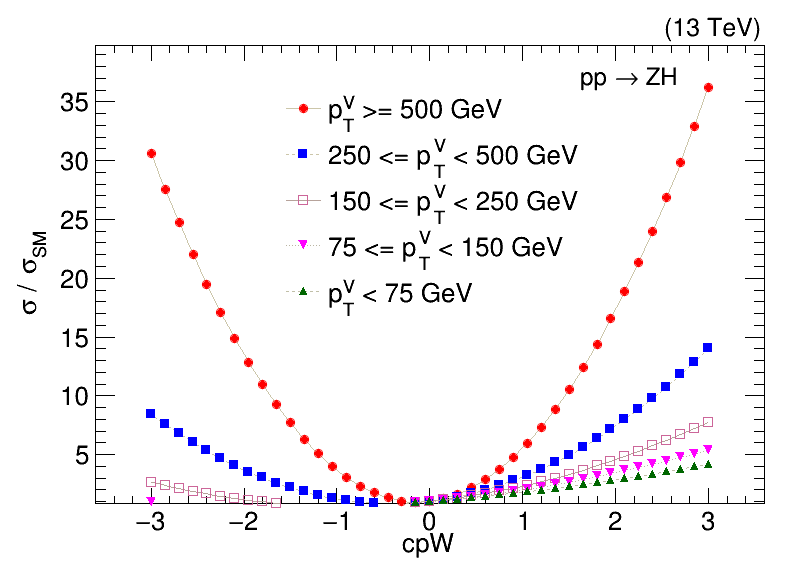 (13 TeV)
pp → ZH
p_T^V >= 500 GeV
250 <= p_T^V < 500 GeV
150 <= p_T^V < 250 GeV
75 <= p_T^V < 150 GeV
p_T^V < 75 GeV
σ / σ_SM
35
30
25
20
15
10
5
−3 −2 −1 0 1 2 3
cpW